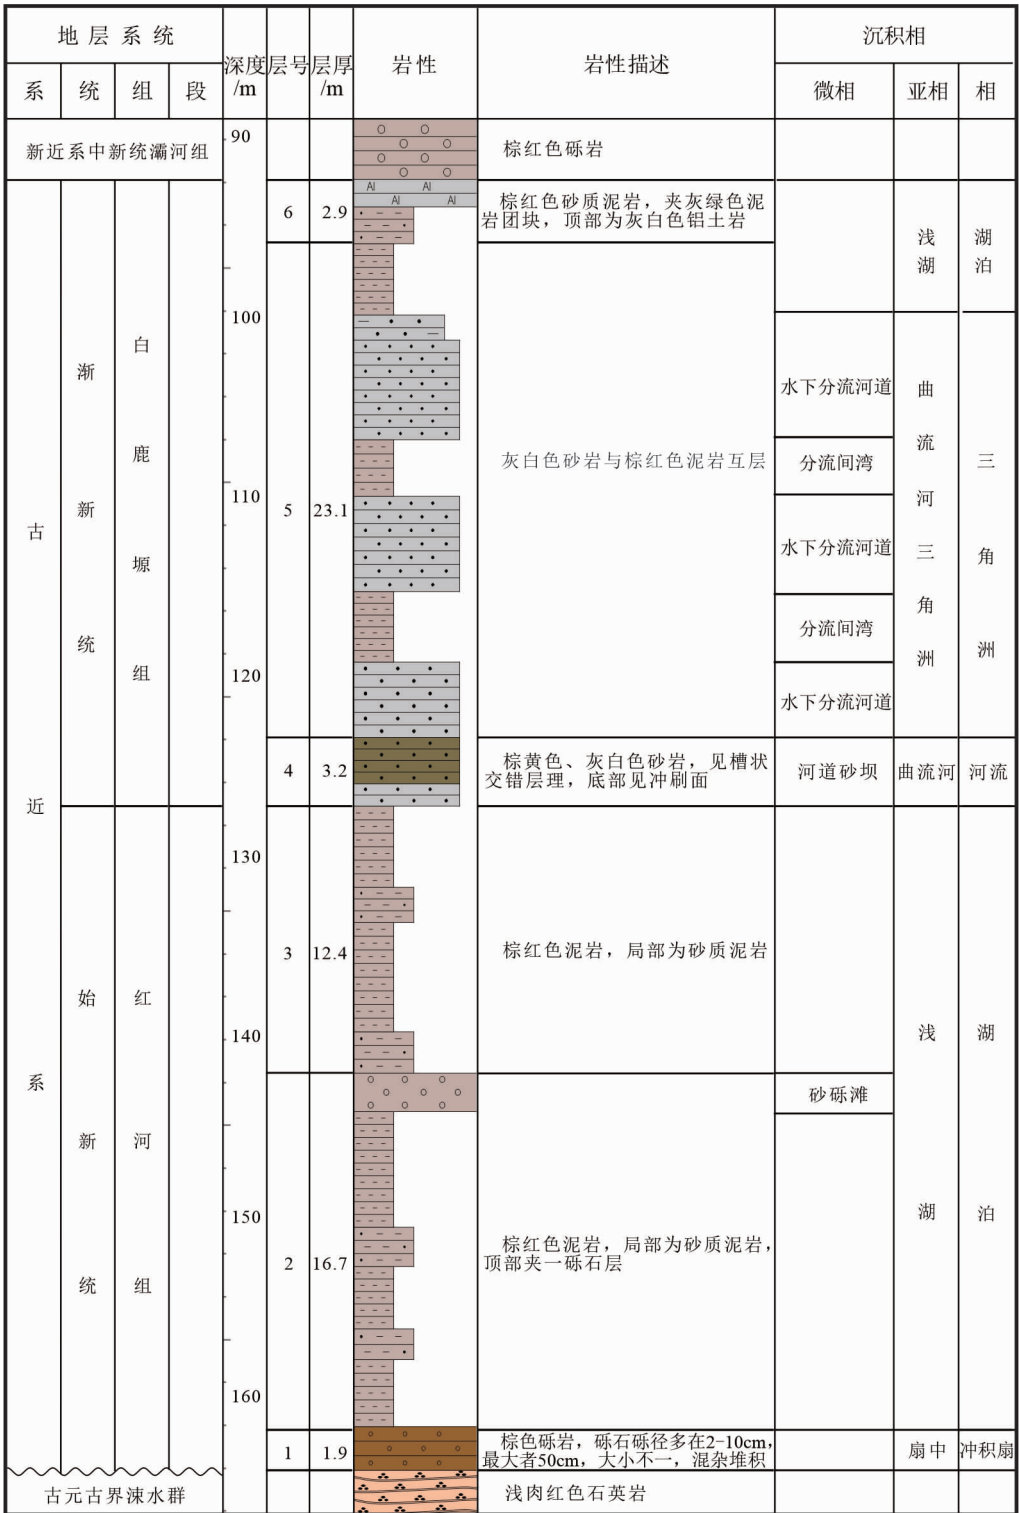 地层系统
深度/m
层号
层厚/m
岩性
岩性描述
沉积相
系
统
组
段
微相
亚相
相
新近系中新统灞河组
90
棕红色砾岩
Al Al
Al Al
6
2.9
棕红色砂质泥岩，夹灰绿色泥
岩团块，顶部为灰白色铝土岩
浅湖
湖泊
100
古近系
渐新统
白鹿塬组
110
5
23.1
灰白色砂岩与棕红色泥岩互层
水下分流河道
分流间湾
水下分流河道
分流间湾
水下分流河道
曲流河三角洲
三角洲
120
4
3.2
棕黄色、灰白色砂岩，见槽状
交错层理，底部见冲刷面
河道砂坝
曲流河
河流
始新统
红河组
130
3
12.4
棕红色泥岩，局部为砂质泥岩
140
浅湖
湖泊
砂砾滩
150
2
16.7
棕红色泥岩，局部为砂质泥岩，
顶部夹一砾石层
160
1
1.9
棕色砾岩，砾石砾径多在2-10cm，
最大者50cm，大小不一，混杂堆积
扇中
冲积扇
古元古界涑水群
浅肉红色石英岩